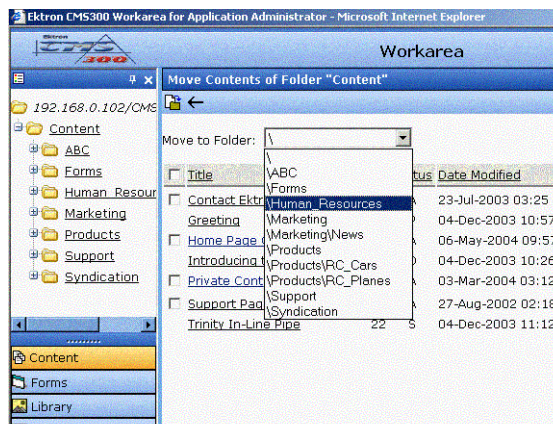 Ektron CMS300 Workarea for Application Administrator - Microsoft Internet Explorer
Ektron
CMS
300
Workarea
Move Contents of Folder "Content"
192.168.0.102/CMS
Content
ABC
Forms
Human_Resour
Marketing
Products
Support
Syndication
Content
Forms
Library
Move to Folder: \
\
\ABC
\Forms
\Human_Resources
\Marketing
\Marketing\News
\Products
\Products\RC_Cars
\Products\RC_Planes
\Support
\Syndication
Title tus Date Modified
Contact Ektr 23-Jul-2003 03:25
Greeting 04-Dec-2003 10:57
Home Page 06-May-2004 09:57
Introducing 04-Dec-2003 10:26
Private Cont 03-Mar-2004 03:12
Support Pag 27-Aug-2002 02:18
Trinity In-Line Pipe 22 S 04-Dec-2003 11:12